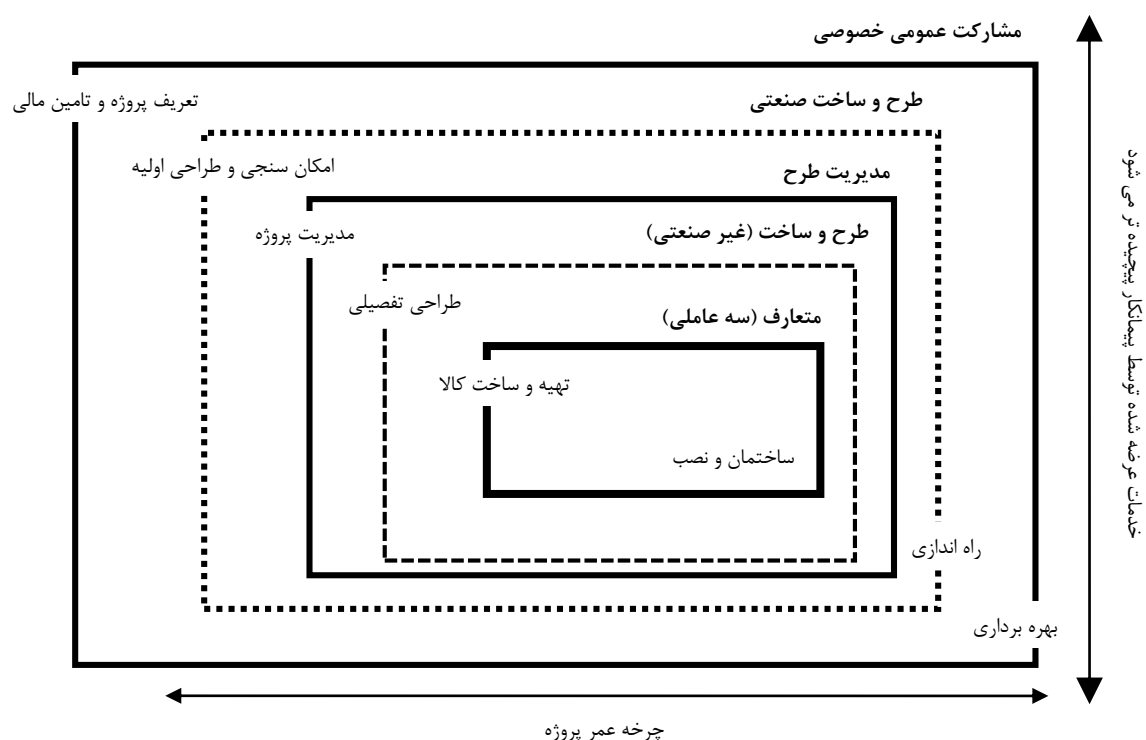 مشارکت عمومی خصوصی
تعریف پروژه و تامین مالی
طرح و ساخت صنعتی
امکان سنجی و طراحی اولیه
مدیریت طرح
مدیریت پروژه
طرح و ساخت (غیر صنعتی)
طراحی تفصیلی
متعارف (سه عاملی)
تهیه و ساخت کالا
ساختمان و نصب
راه اندازی
بهره برداری
چرخه عمر پروژه
خدمات عرضه شده توسط پیمانکار پیچیده تر می شود